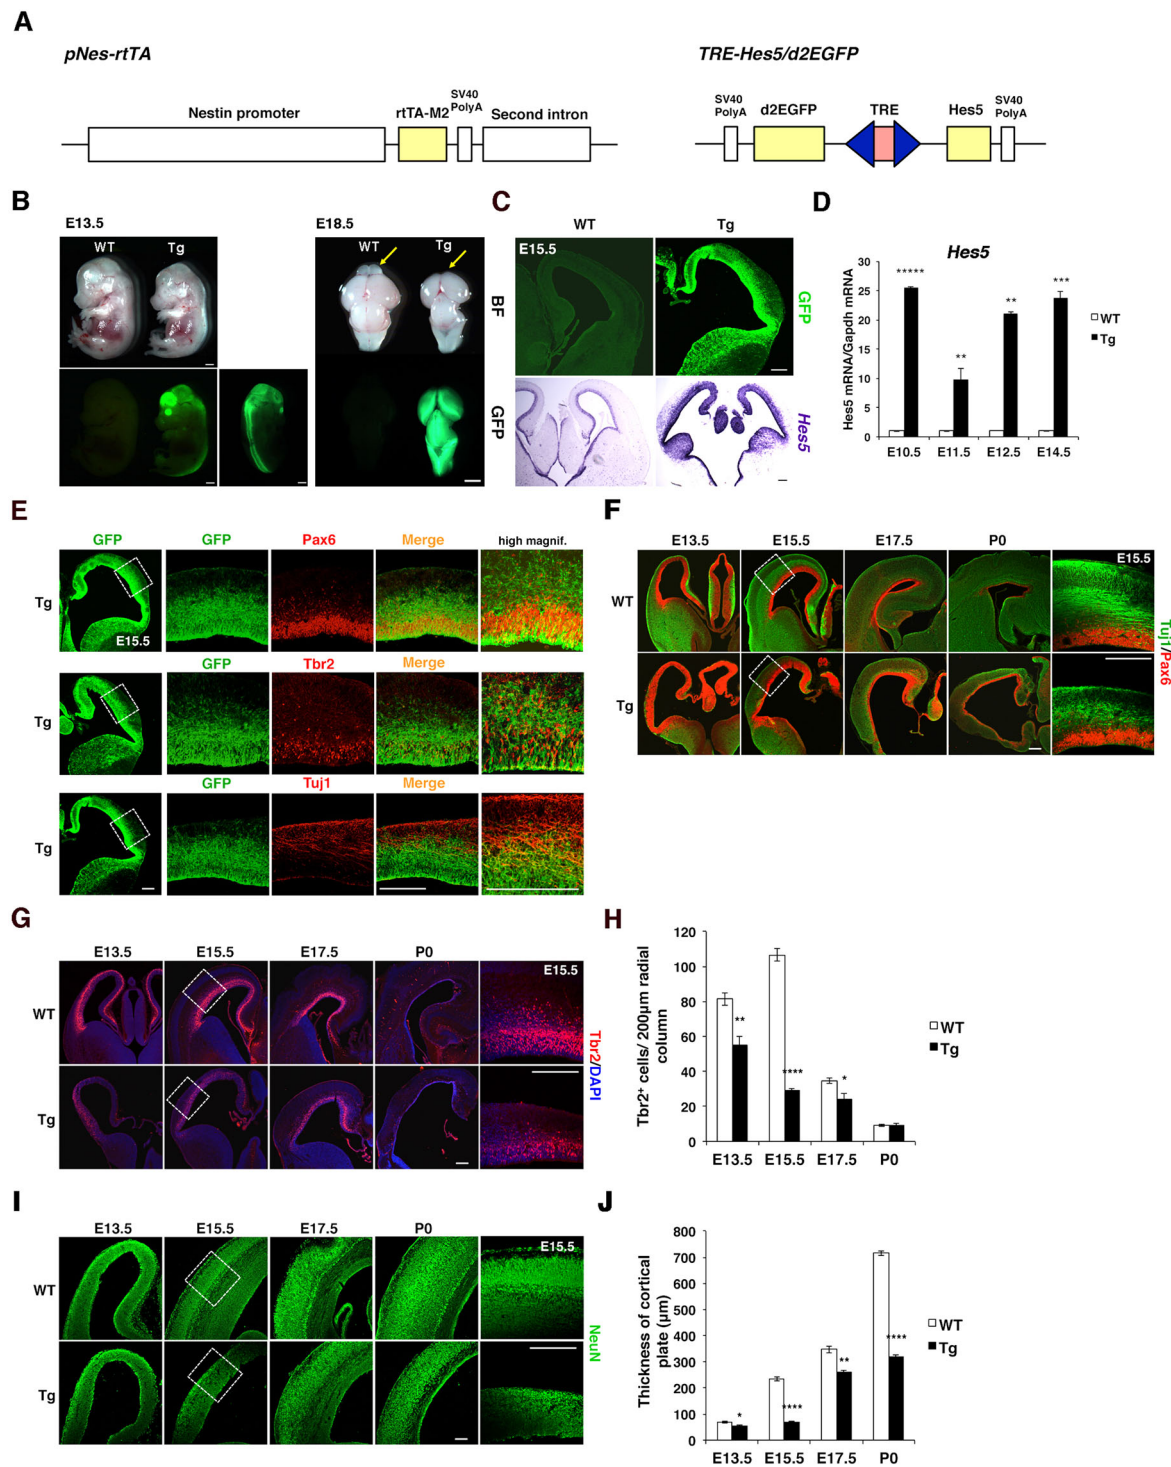 A
pNes-rtTA
TRE-Hes5/d2EGFP
Nestin promoter
rtTA-M2
SV40
PolyA
Second intron
SV40
PolyA
d2EGFP
TRE
Hes5
SV40
PolyA
B
E13.5
WT
Tg
E18.5
WT
Tg
BF
GFP
C
WT
Tg
E15.5
GFP
Hes5
D
Hes5
Hes5 mRNA/Gapdh mRNA
30
25
20
15
10
5
0
*****
**
**
***
E10.5
E11.5
E12.5
E14.5
WT
Tg
E
GFP
GFP
Pax6
Merge
high magnif.
Tg
E15.5
GFP
Tbr2
Merge
Tg
GFP
Tuj1
Merge
Tg
F
E13.5
E15.5
E17.5
P0
E15.5
WT
Tg
Tuj1/Pax6
G
E13.5
E15.5
E17.5
P0
E15.5
WT
Tg
Tbr2/DAPI
H
Tbr2+ cells/ 200μm radial
column
120
100
80
60
40
20
0
**
****
*
E13.5
E15.5
E17.5
P0
WT
Tg
I
E13.5
E15.5
E17.5
P0
E15.5
WT
Tg
NeuN
J
Thickness of cortical
plate (μm)
800
700
600
500
400
300
200
100
0
*
****
**
****
E13.5
E15.5
E17.5
P0
WT
Tg